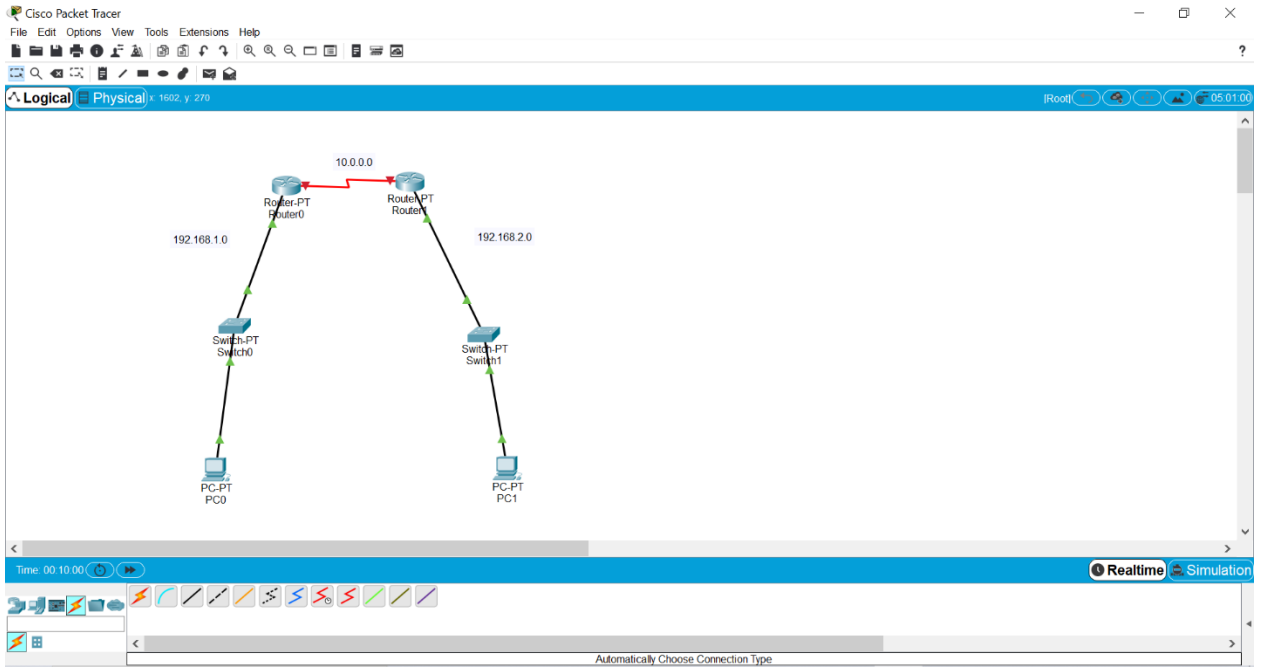 Cisco Packet Tracer
File Edit Options View Tools Extensions Help
?
Logical Physical x: 1602, y: 270 [Root] 05:01:00
10.0.0.0
Router-PT
Router0
Router-PT
Router1
192.168.1.0
192.168.2.0
Switch-PT
Switch0
Switch-PT
Switch1
PC-PT
PC0
PC-PT
PC1
Time: 00:10:00 Realtime Simulation
Automatically Choose Connection Type